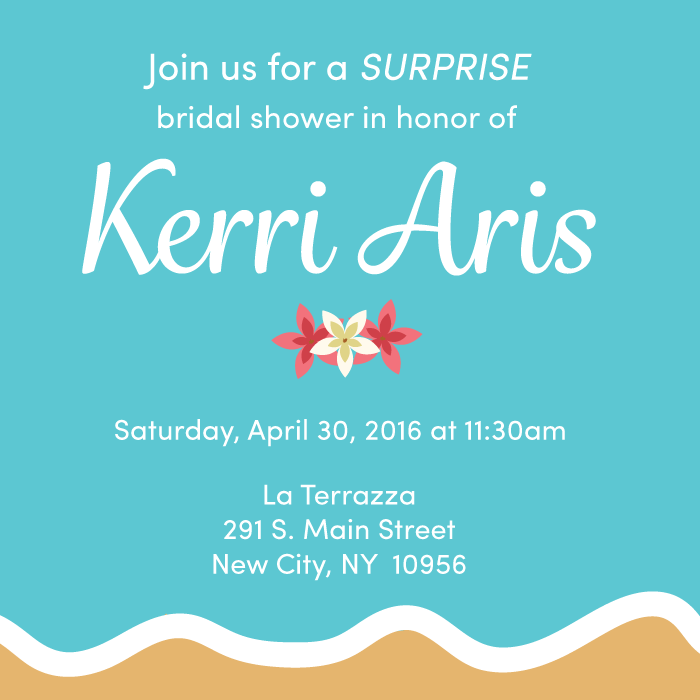 Join us for a SURPRISE
bridal shower in honor of
Kerri Aris
Saturday, April 30, 2016 at 11:30am
La Terrazza
291 S. Main Street
New City, NY 10956